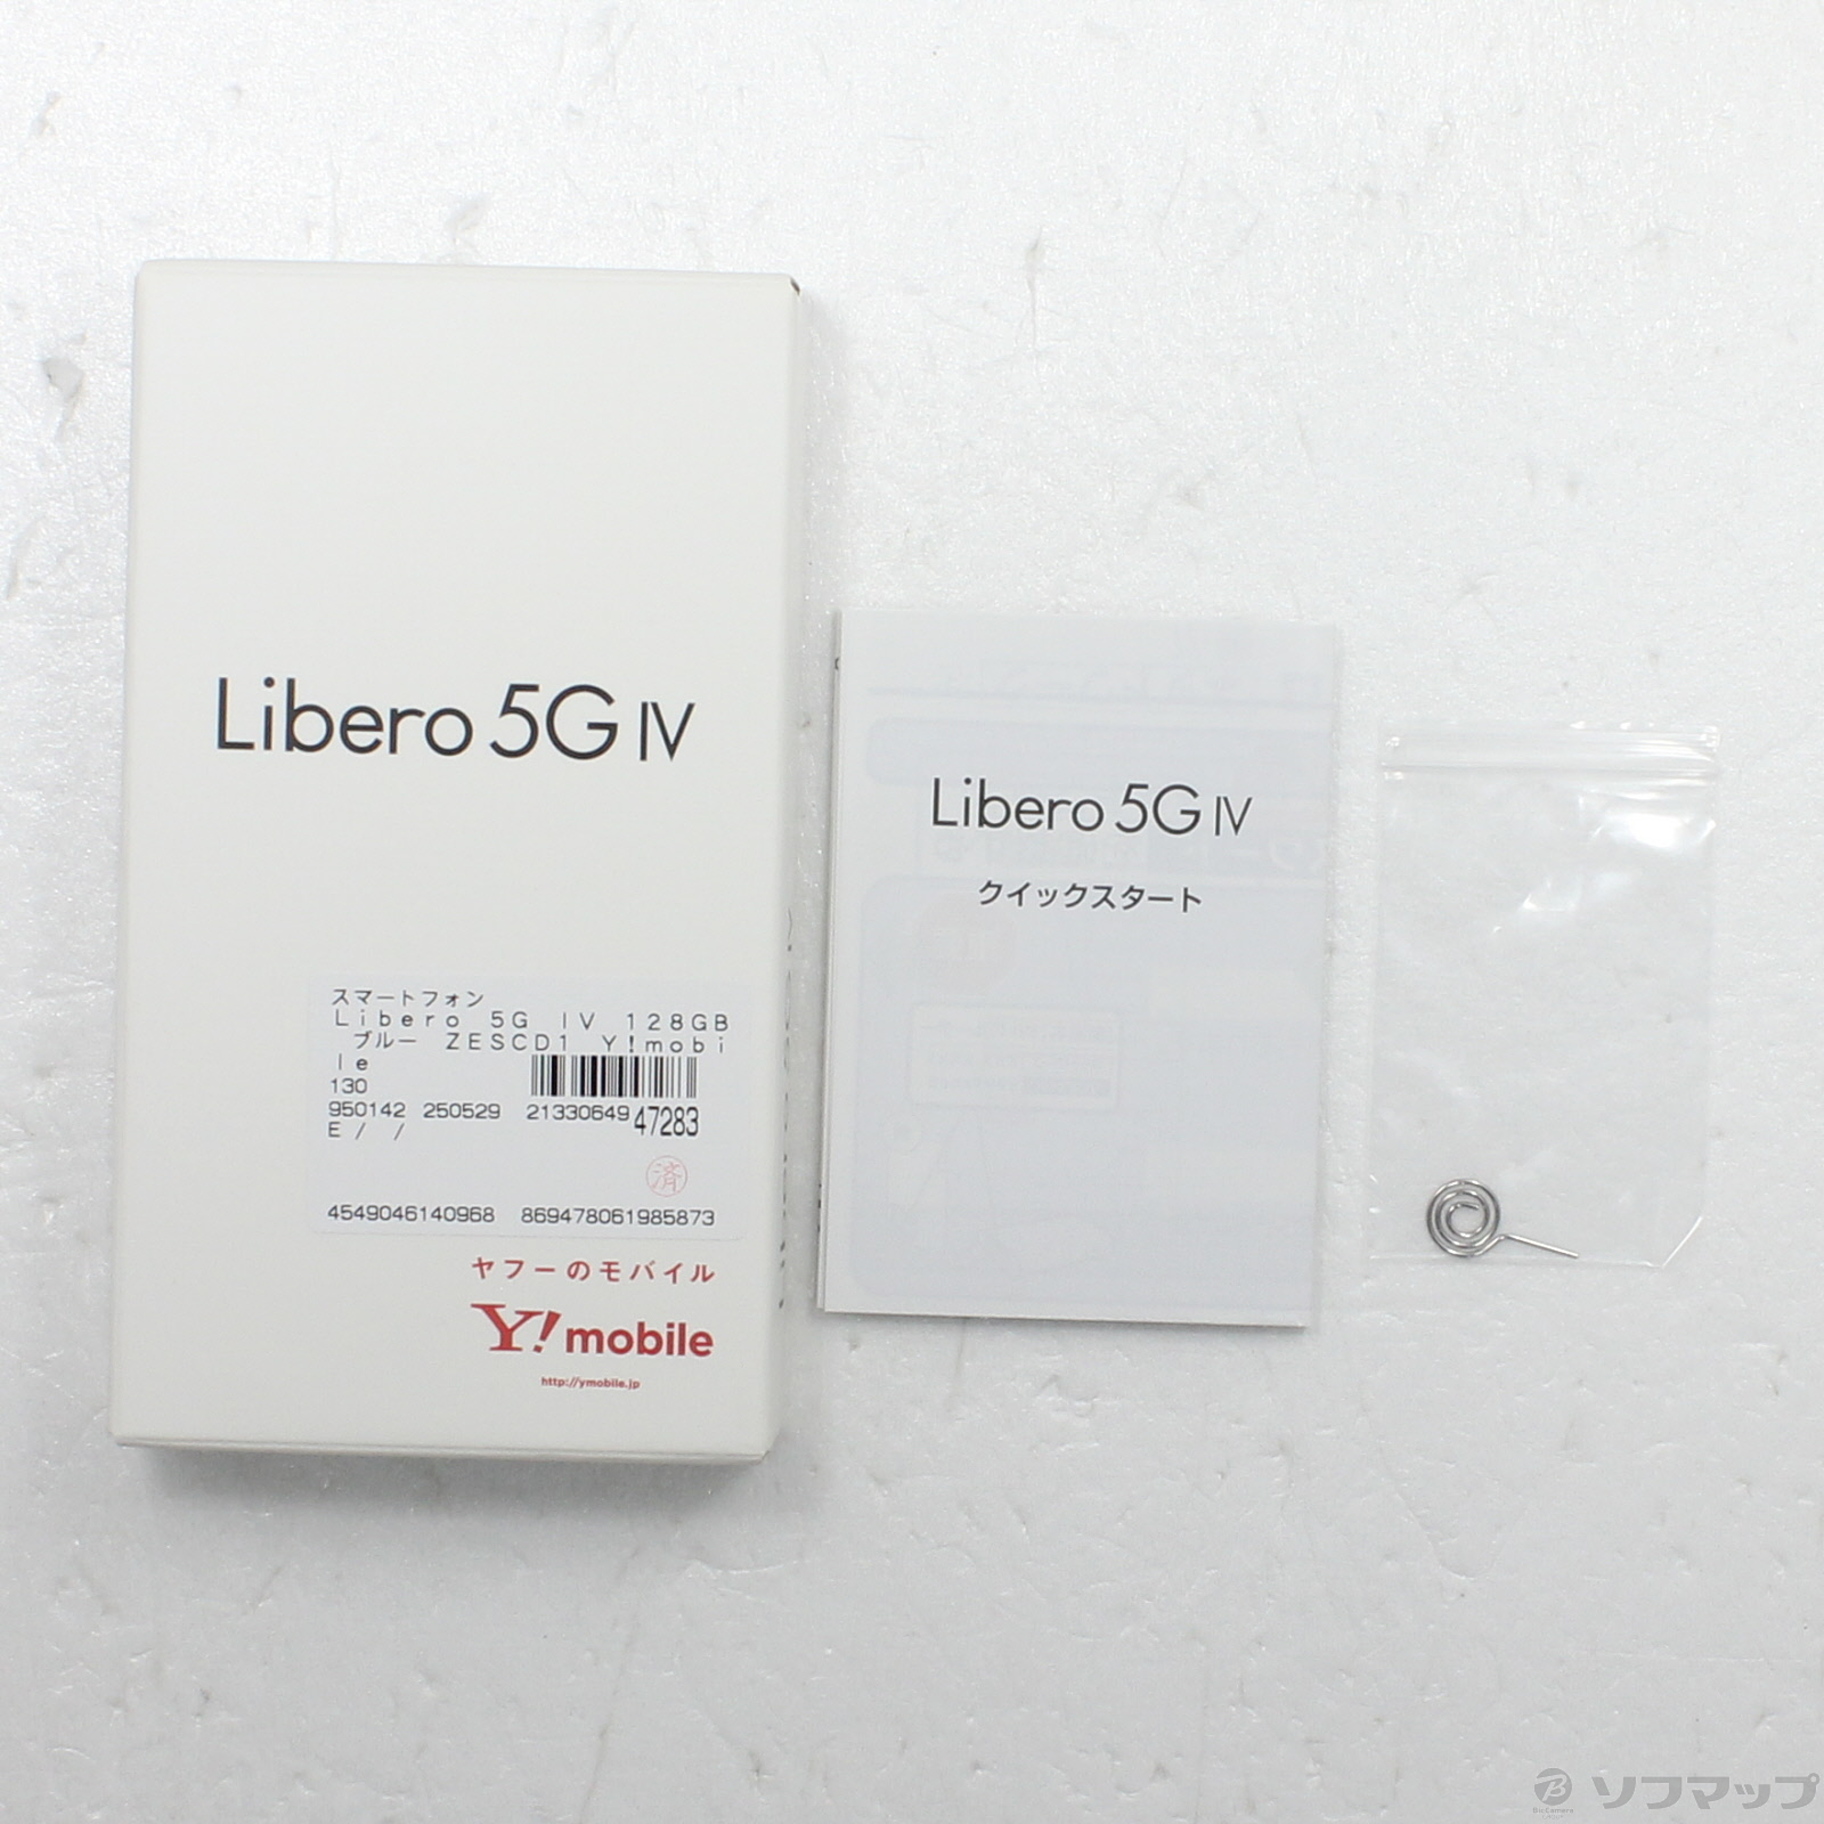 Libero 5G IV
スマートフォン
Libero 5G IV 128GB
ブルー ZESCD1 Y!mobi
le
130
950142 250529 2133064947283
E / /
済
4549046140968 869478061985873
ヤフーのモバイル
Y!mobile
http://ymobile.jp
Libero 5G IV
クイックスタート
BicCamera
ソフマップ